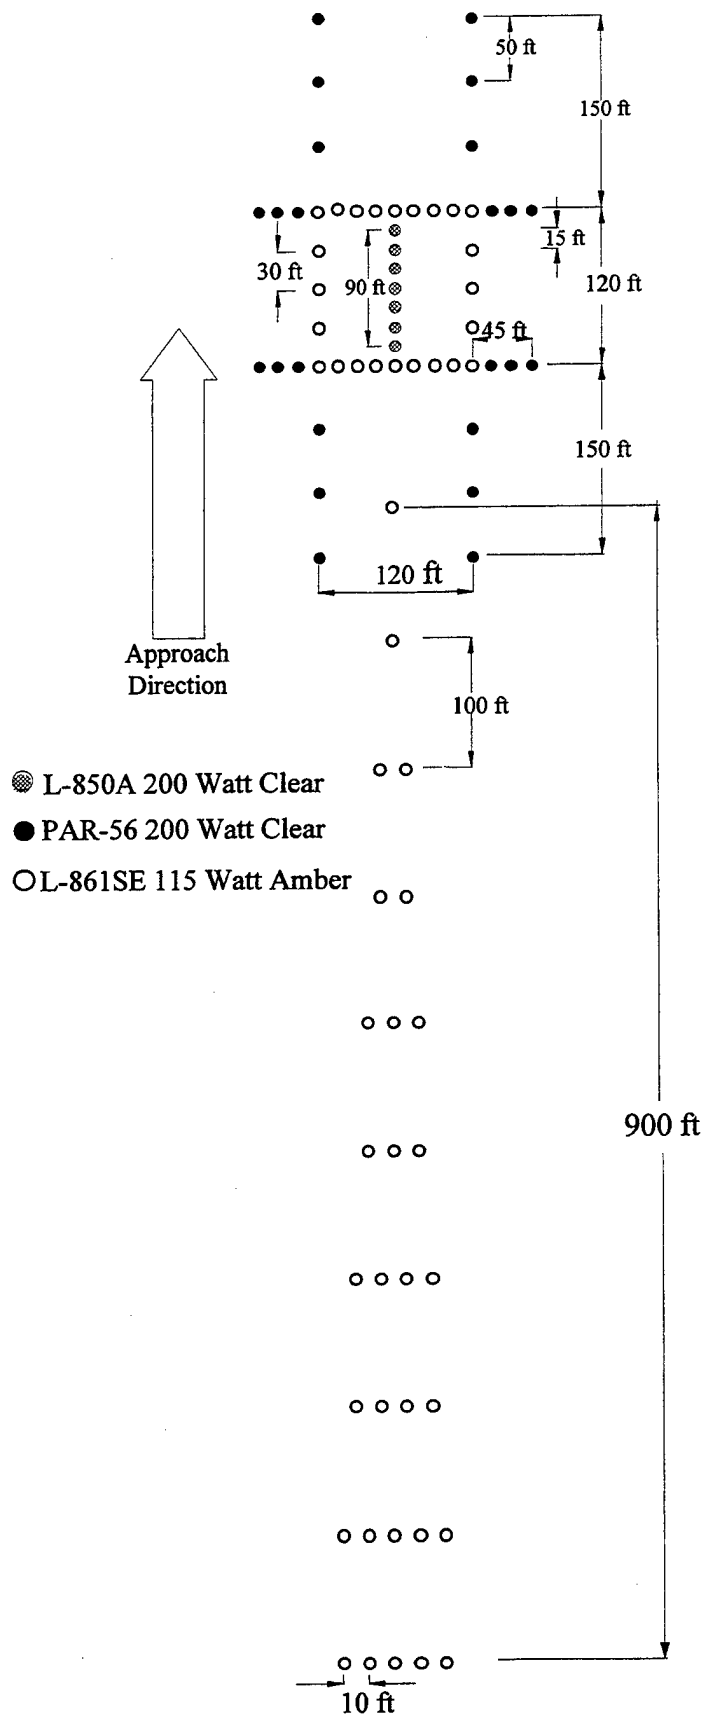 50 ft
150 ft
15 ft
30 ft
90 ft
120 ft
45 ft
150 ft
120 ft
Approach
Direction
100 ft
L-850A 200 Watt Clear
PAR-56 200 Watt Clear
L-861SE 115 Watt Amber
900 ft
10 ft